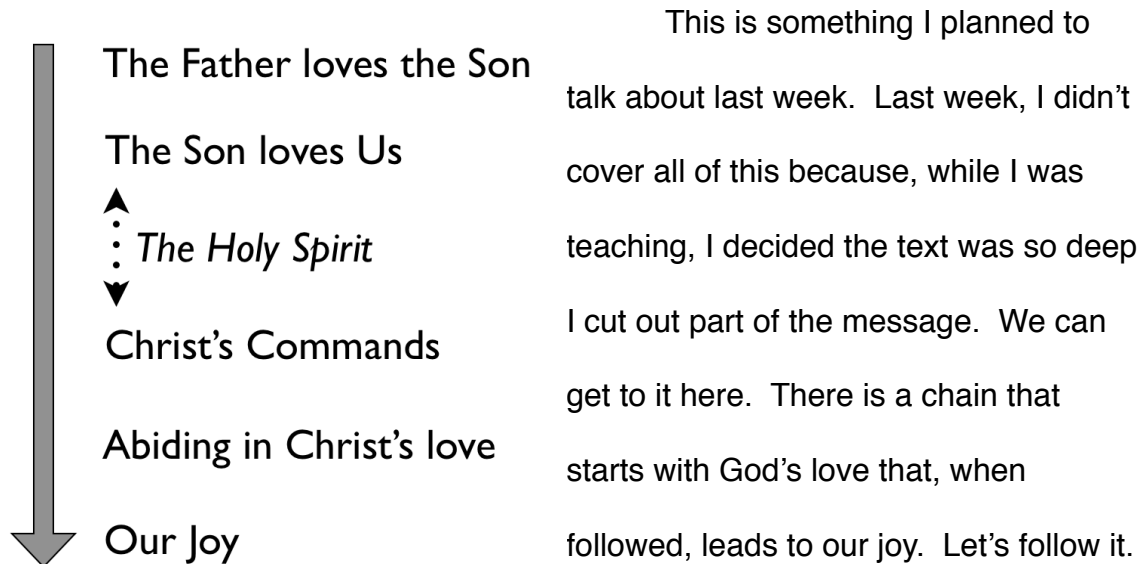 The Father loves the Son
The Son loves Us
The Holy Spirit
Christ’s Commands
Abiding in Christ’s love
Our Joy
This is something I planned to
talk about last week.  Last week, I didn’t
cover all of this because, while I was
teaching, I decided the text was so deep
I cut out part of the message.  We can
get to it here.  There is a chain that
starts with God’s love that, when
followed, leads to our joy.  Let’s follow it.